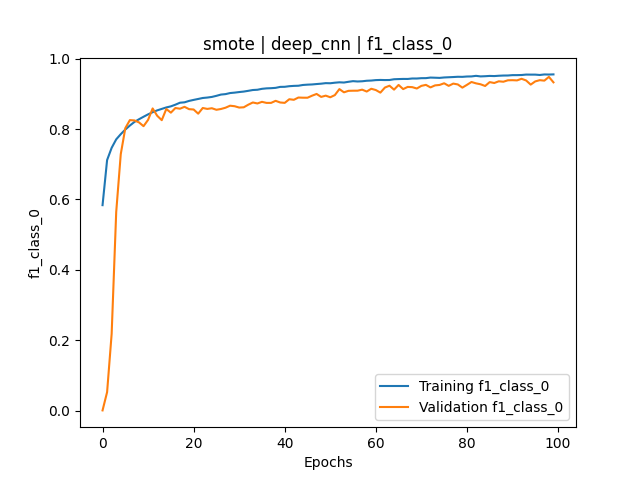 smote | deep_cnn | f1_class_0
1.0
0.8
0.6
0.4
0.2
0.0
f1_class_0
0 20 40 60 80 100
Epochs
Training f1_class_0
Validation f1_class_0